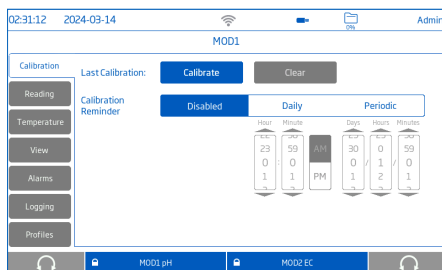 02:31:12 2024-03-14 0% Admin
MOD1
Calibration
Last Calibration: Calibrate Clear
Reading
Calibration Reminder Disabled Daily Periodic
Temperature
Hour Minute Days Hours Minutes
View
23 59 AM 30 0 59
0 : 0 0 / 1 / 0
Alarms
1 1 PM 1 2 1
Logging
Profiles
MOD1 pH MOD2 EC